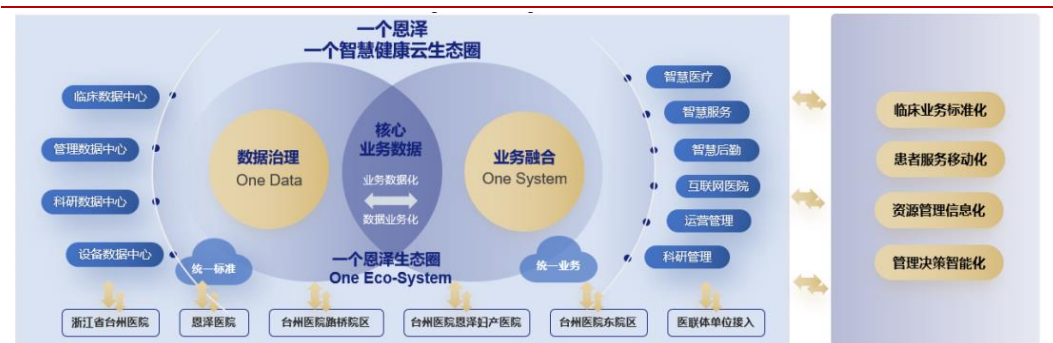 一个恩泽
一个智慧健康云生态圈
临床数据中心
管理数据中心
科研数据中心
设备数据中心
数据治理
One Data
核心
业务数据
业务数据化
数据业务化
业务融合
One System
统一标准
一个恩泽生态圈
One Eco-System
统一业务
智慧医疗
智慧服务
智慧后勤
互联网医院
运营管理
科研管理
浙江省台州医院
恩泽医院
台州医院路桥院区
台州医院恩泽妇产医院
台州医院东院区
医联体单位接入
临床业务标准化
患者服务移动化
资源管理信息化
管理决策智能化